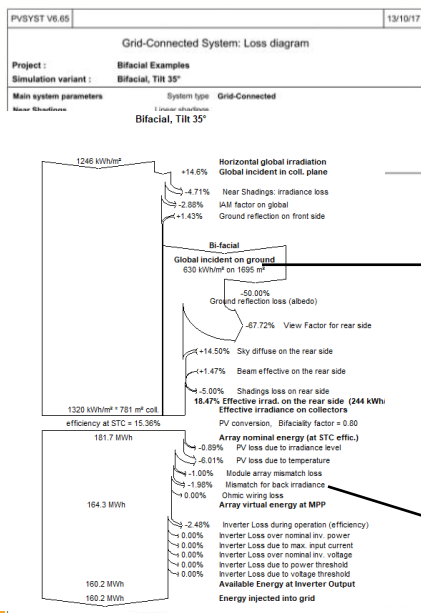 PVSYST V6.65 13/10/17
Grid-Connected System: Loss diagram
Project : Bifacial Examples
Simulation variant : Bifacial, Tilt 35°
Main system parameters System type Grid-Connected
Near Shadings Linear shadings
Bifacial, Tilt 35°
1246 kWh/m² Horizontal global irradiation
+14.6% Global incident in coll. plane
-4.71% Near Shadings: irradiance loss
-2.88% IAM factor on global
+1.43% Ground reflection on front side
Bi-facial
Global incident on ground
630 kWh/m² on 1695 m²
-50.00%
Ground reflection loss (albedo)
-67.72% View Factor for rear side
+14.50% Sky diffuse on the rear side
+1.47% Beam effective on the rear side
-5.00% Shadings loss on rear side
18.47% Effective irrad. on the rear side (244 kWh/
1320 kWh/m² * 781 m² coll. Effective irradiance on collectors
efficiency at STC = 15.36% PV conversion, Bifaciality factor = 0.80
181.7 MWh Array nominal energy (at STC effic.)
-0.89% PV loss due to irradiance level
-6.01% PV loss due to temperature
-1.00% Module array mismatch loss
-1.98% Mismatch for back irradiance
0.00% Ohmic wiring loss
164.3 MWh Array virtual energy at MPP
-2.48% Inverter Loss during operation (efficiency)
0.00% Inverter Loss over nominal inv. power
0.00% Inverter Loss due to max. input current
0.00% Inverter Loss over nominal inv. voltage
0.00% Inverter Loss due to power threshold
0.00% Inverter Loss due to voltage threshold
160.2 MWh Available Energy at Inverter Output
160.2 MWh Energy injected into grid